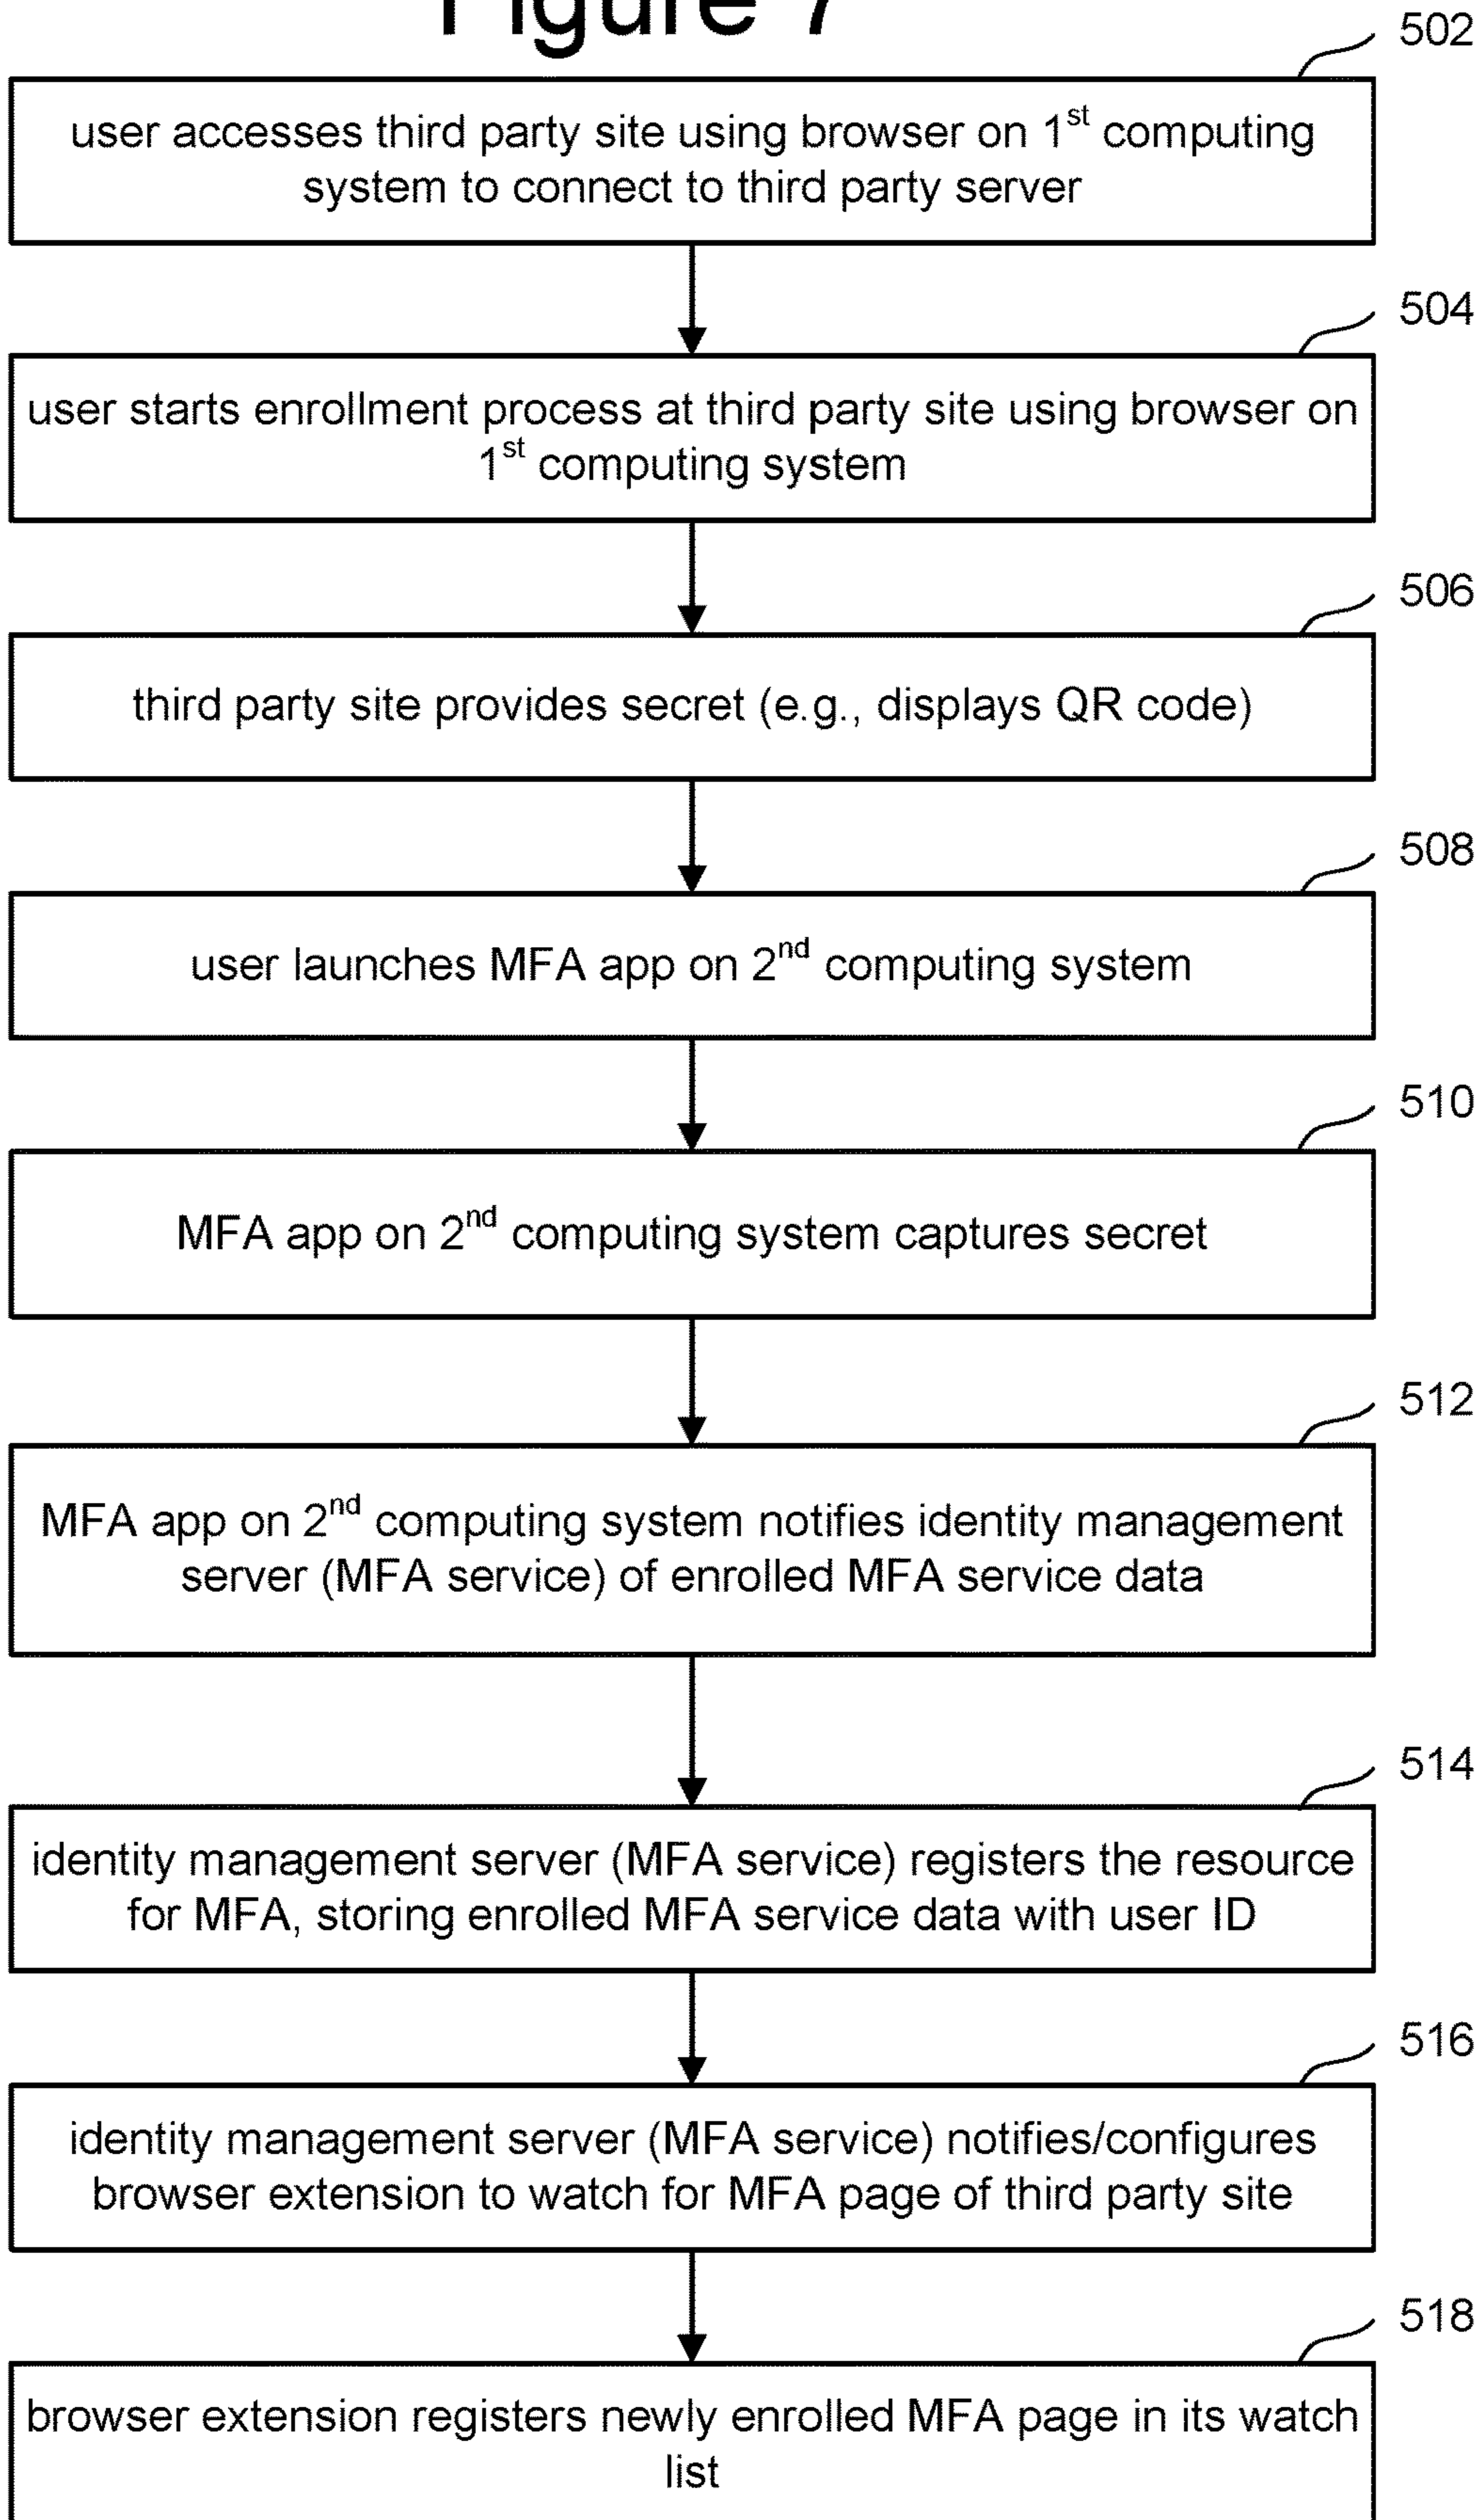 Figure 7
502
user accesses third party site using browser on 1st computing
system to connect to third party server
504
user starts enrollment process at third party site using browser on
1st computing system
506
third party site provides secret (e.g., displays QR code)
508
user launches MFA app on 2nd computing system
510
MFA app on 2nd computing system captures secret
512
MFA app on 2nd computing system notifies identity management
server (MFA service) of enrolled MFA service data
514
identity management server (MFA service) registers the resource
for MFA, storing enrolled MFA service data with user ID
516
identity management server (MFA service) notifies/configures
browser extension to watch for MFA page of third party site
518
browser extension registers newly enrolled MFA page in its watch
list